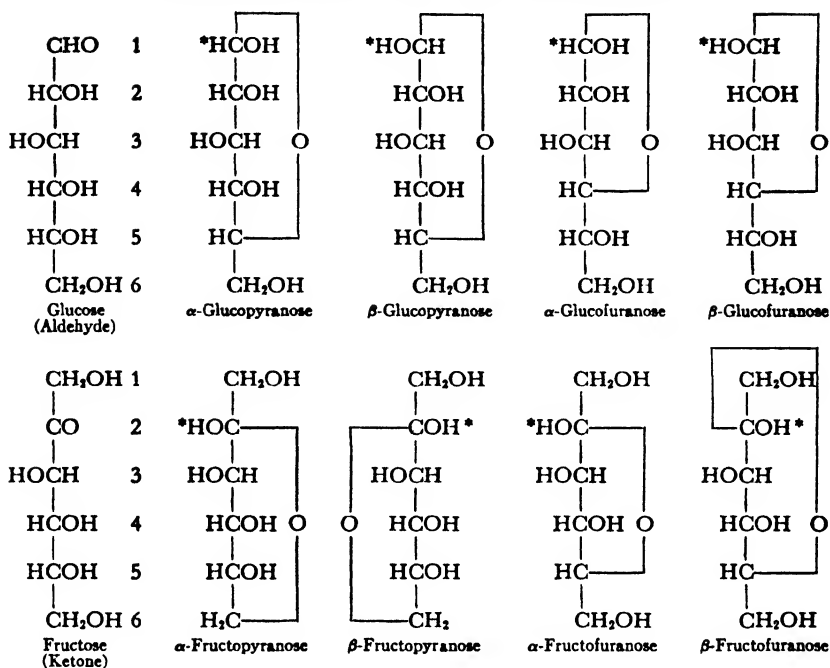 CHO 1 *HCOH *HOCH *HCOH *HOCH
HCOH 2 HCOH HCOH HCOH HCOH
HOCH 3 HOCH O HOCH O HOCH O HOCH O
HCOH 4 HCOH HCOH HC HC
HCOH 5 HC HC HCOH HCOH
CH₂OH 6 CH₂OH CH₂OH CH₂OH CH₂OH
Glucose α-Glucopyranose β-Glucopyranose α-Glucofuranose β-Glucofuranose
(Aldehyde)
CH₂OH 1 CH₂OH CH₂OH CH₂OH CH₂OH
CO 2 *HOC COH* *HOC COH*
HOCH 3 HOCH HOCH HOCH HOCH
HCOH 4 HCOH O O HCOH HCOH O HCOH O
HCOH 5 HCOH HCOH HC HC
CH₂OH 6 H₂C CH₂ CH₂OH CH₂OH
Fructose α-Fructopyranose β-Fructopyranose α-Fructofuranose β-Fructofuranose
(Ketone)